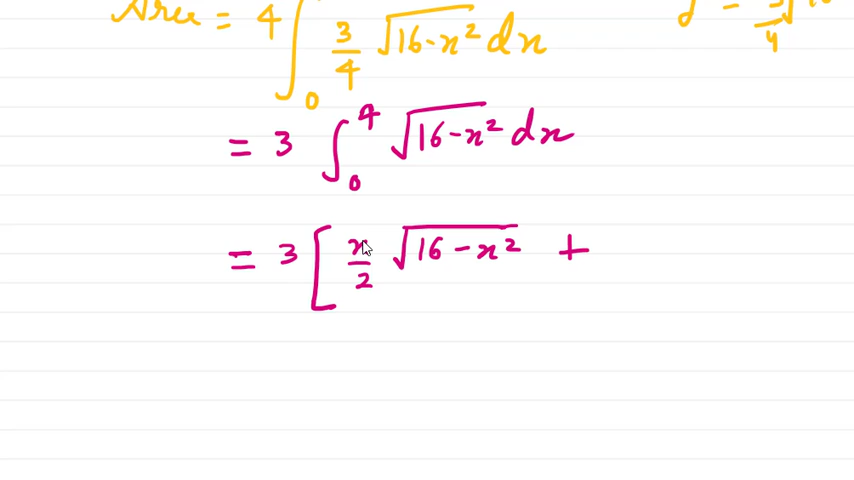 Area = 4 ∫₀ 3/4 √16-x² dx
= 3 ∫₀⁴ √16-x² dx
= 3 [ x/2 √16-x² +